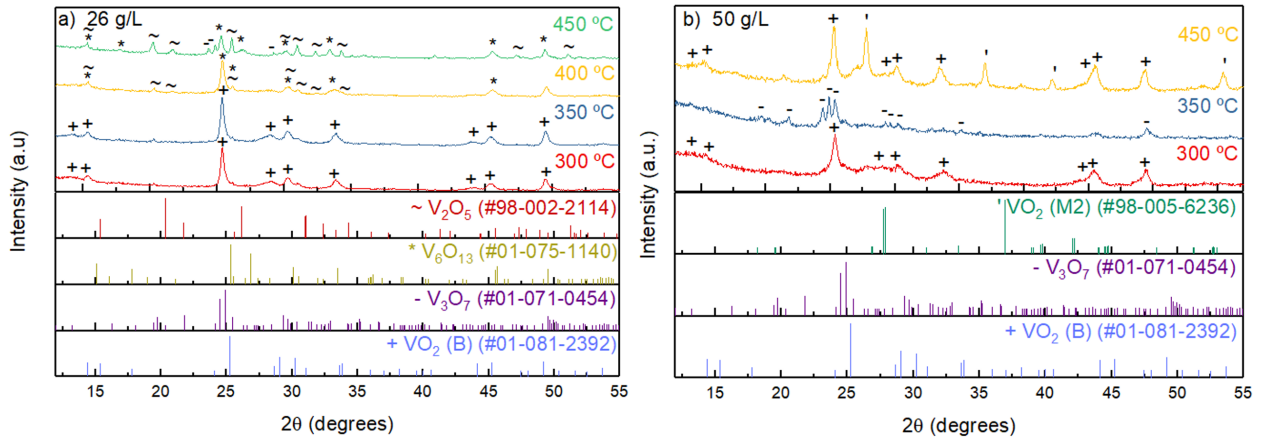 a) 26 g/L
450 ºC
400 ºC
350 ºC
300 ºC
~ V₂O₅ (#98-002-2114)
* V₆O₁₃ (#01-075-1140)
- V₃O₇ (#01-071-0454)
+ VO₂ (B) (#01-081-2392)
15 20 25 30 35 40 45 50 55
2θ (degrees)
Intensity (a.u)
b) 50 g/L
450 ºC
350 ºC
300 ºC
' VO₂ (M2) (#98-005-6236)
- V₃O₇ (#01-071-0454)
+ VO₂ (B) (#01-081-2392)
15 20 25 30 35 40 45 50 55
2θ (degrees)
Intensity (a.u.)